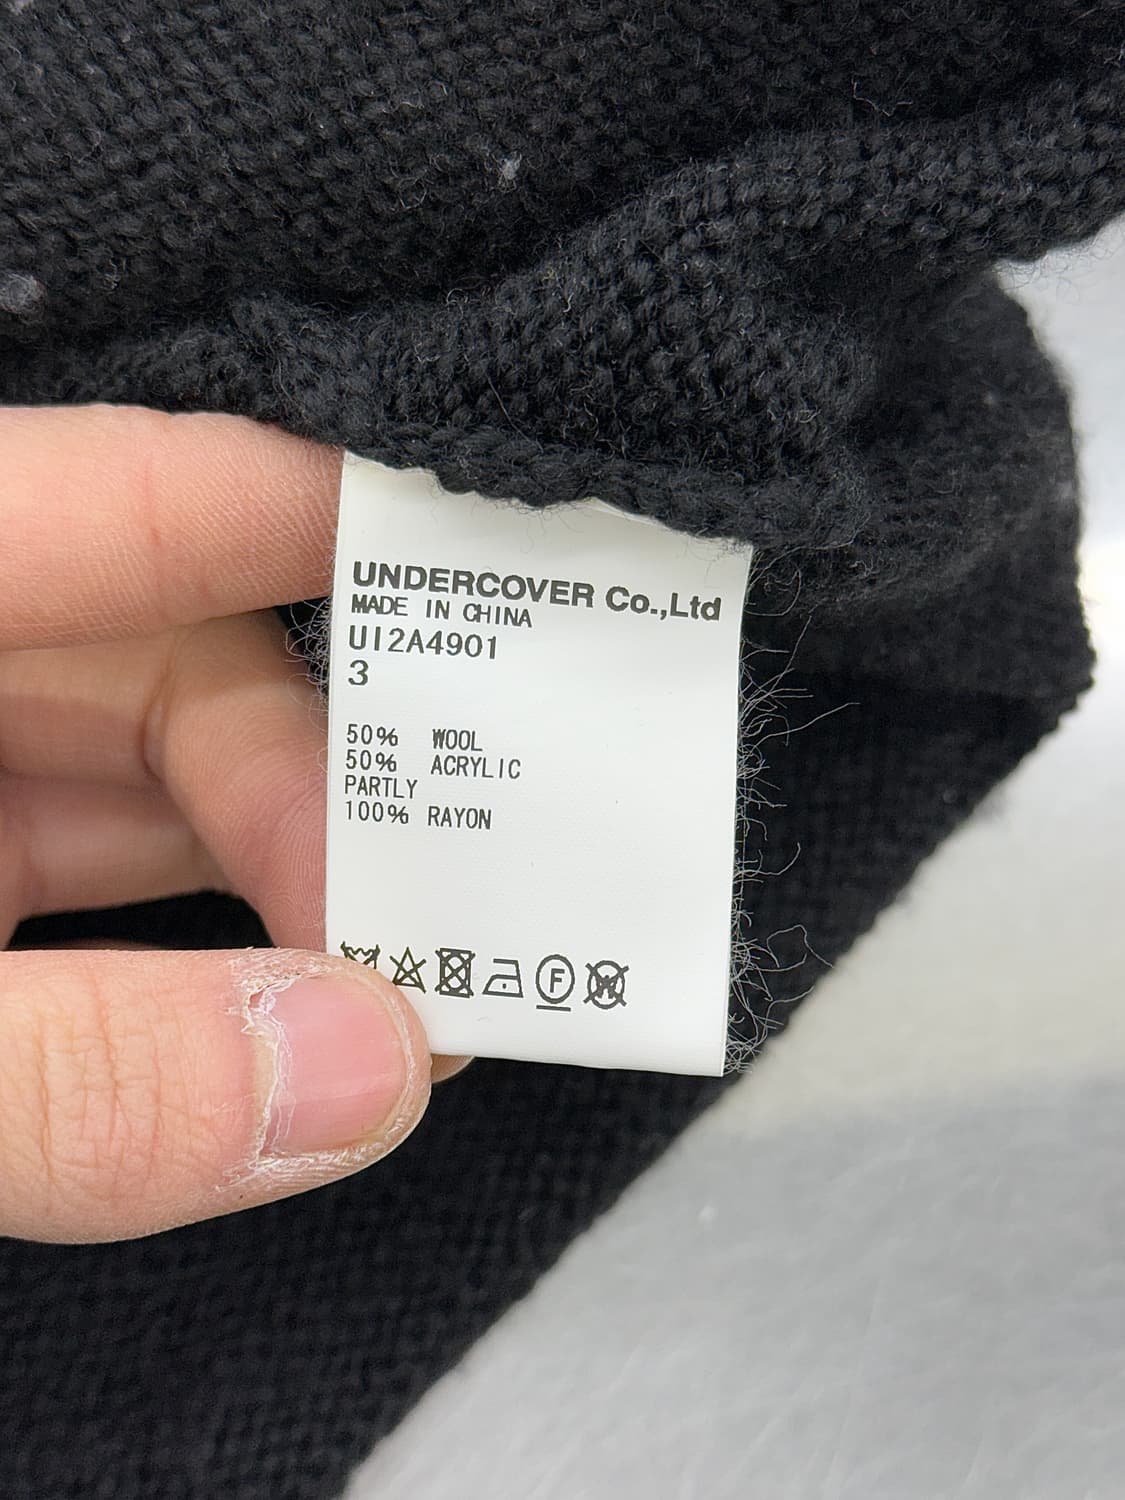 UNDERCOVER Co.,Ltd
MADE IN CHINA
UI2A4901
3
50% WOOL
50% ACRYLIC
PARTLY
100% RAYON
F
W